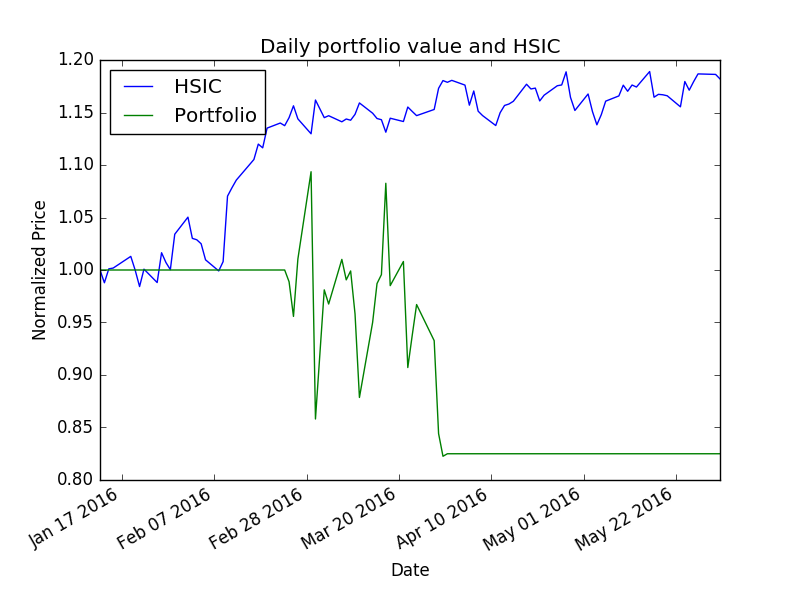 Daily portfolio value and HSIC
HSIC
Portfolio
1.20
1.15
1.10
1.05
1.00
0.95
0.90
0.85
0.80
Normalized Price
Jan 17 2016
Feb 07 2016
Feb 28 2016
Mar 20 2016
Apr 10 2016
May 01 2016
May 22 2016
Date